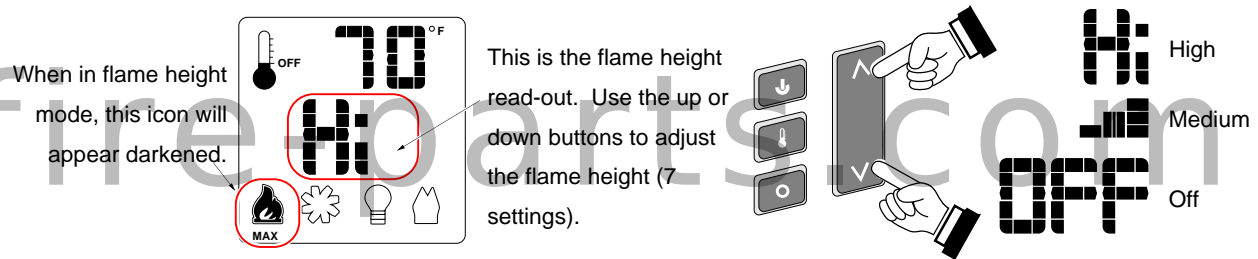 When in flame height
mode, this icon will
appear darkened.
OFF
70 °F
Hi
MAX
This is the flame height
read-out. Use the up or
down buttons to adjust
the flame height (7
settings).
Hi High
Medium
OFF Off
fire-parts.com